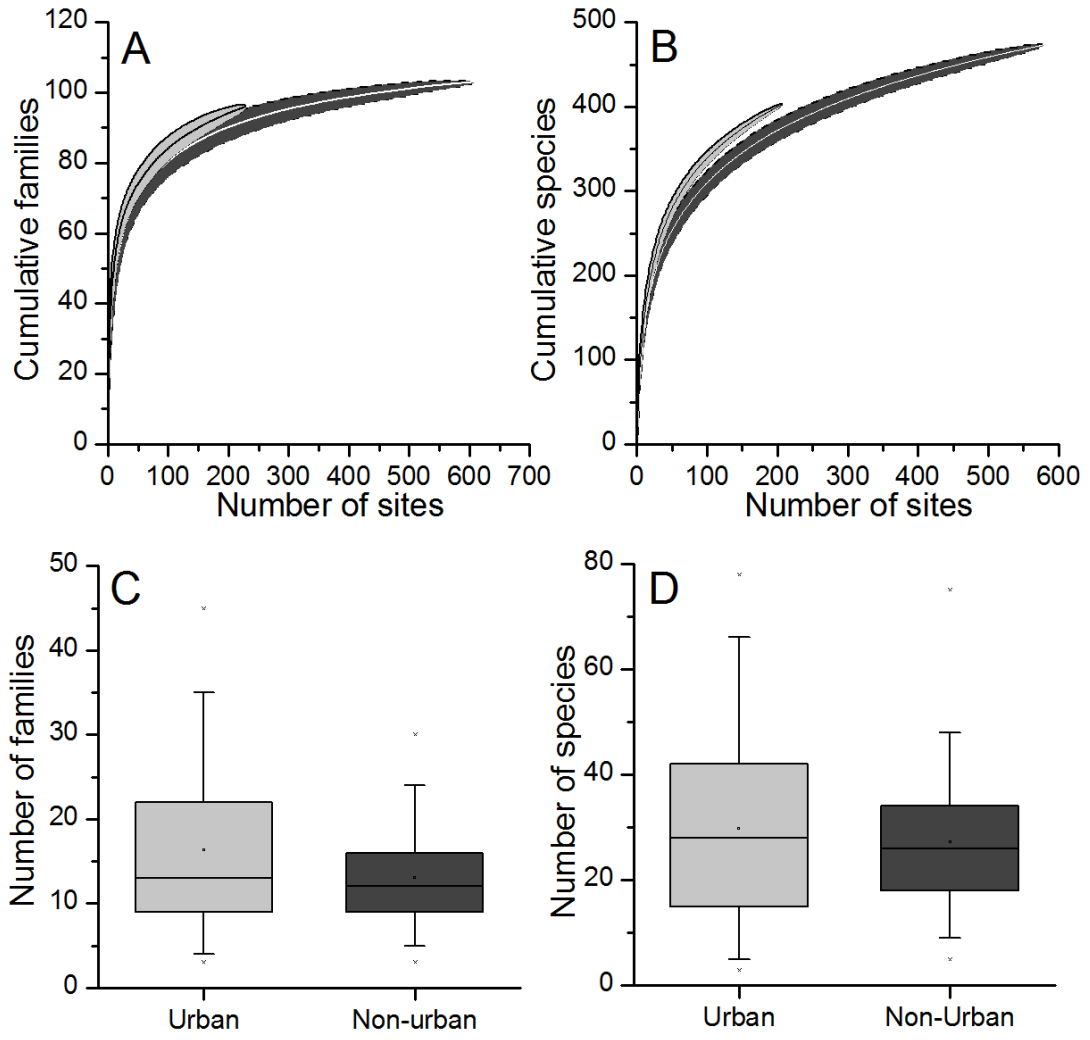 A
Cumulative families
120
100
80
60
40
20
0
0 100 200 300 400 500 600 700
Number of sites
B
Cumulative species
500
400
300
200
100
0
0 100 200 300 400 500 600
Number of sites
C
Number of families
50
40
30
20
10
0
Urban Non-urban
D
Number of species
80
60
40
20
0
Urban Non-Urban